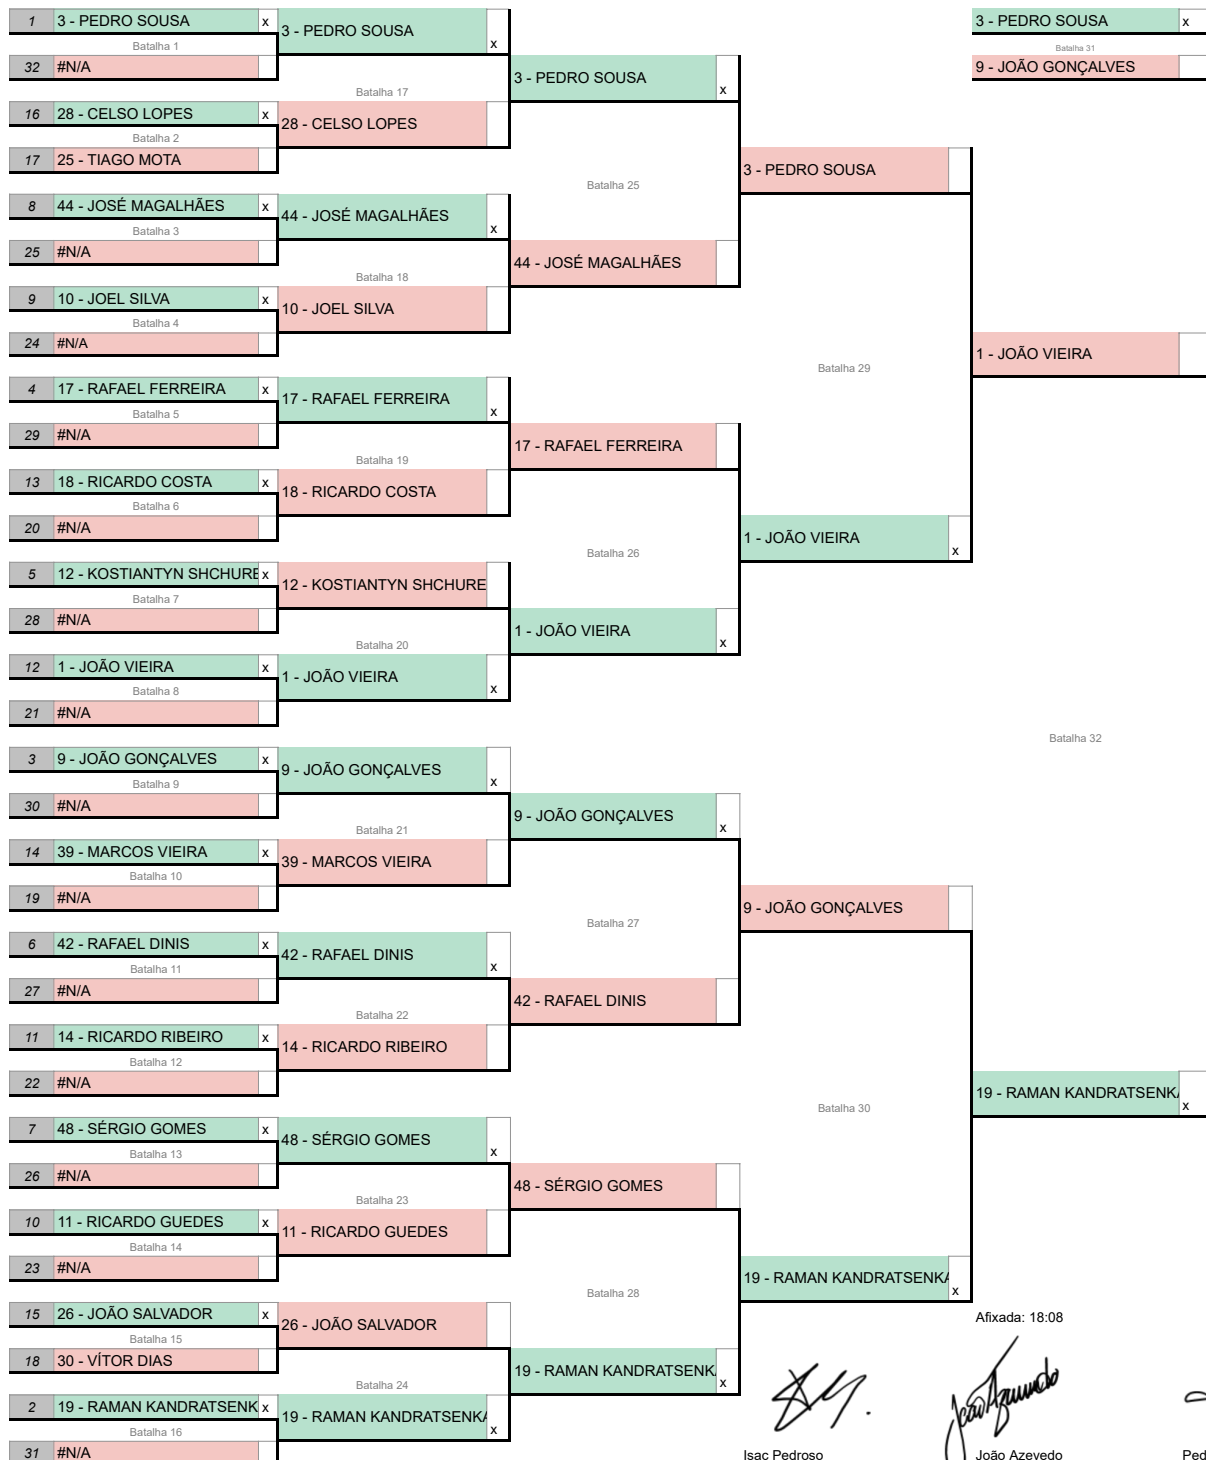 1 3 - PEDRO SOUSA x
Batalha 1
32 #N/A
16 28 - CELSO LOPES x
Batalha 2
17 25 - TIAGO MOTA
8 44 - JOSÉ MAGALHÃES x
Batalha 3
25 #N/A
9 10 - JOEL SILVA x
Batalha 4
24 #N/A
4 17 - RAFAEL FERREIRA x
Batalha 5
29 #N/A
13 18 - RICARDO COSTA x
Batalha 6
20 #N/A
5 12 - KOSTIANTYN SHCHURE x
Batalha 7
28 #N/A
12 1 - JOÃO VIEIRA x
Batalha 8
21 #N/A
3 9 - JOÃO GONÇALVES x
Batalha 9
30 #N/A
14 39 - MARCOS VIEIRA x
Batalha 10
19 #N/A
6 42 - RAFAEL DINIS x
Batalha 11
27 #N/A
11 14 - RICARDO RIBEIRO x
Batalha 12
22 #N/A
7 48 - SÉRGIO GOMES x
Batalha 13
26 #N/A
10 11 - RICARDO GUEDES x
Batalha 14
23 #N/A
15 26 - JOÃO SALVADOR x
Batalha 15
18 30 - VÍTOR DIAS
2 19 - RAMAN KANDRATSENK x
Batalha 16
31 #N/A
3 - PEDRO SOUSA x
Batalha 17
28 - CELSO LOPES
44 - JOSÉ MAGALHÃES x
Batalha 18
10 - JOEL SILVA
17 - RAFAEL FERREIRA x
Batalha 19
18 - RICARDO COSTA
12 - KOSTIANTYN SHCHURE
Batalha 20
1 - JOÃO VIEIRA x
9 - JOÃO GONÇALVES x
Batalha 21
39 - MARCOS VIEIRA
42 - RAFAEL DINIS x
Batalha 22
14 - RICARDO RIBEIRO
48 - SÉRGIO GOMES x
Batalha 23
11 - RICARDO GUEDES
26 - JOÃO SALVADOR
Batalha 24
19 - RAMAN KANDRATSENKA x
3 - PEDRO SOUSA x
Batalha 25
44 - JOSÉ MAGALHÃES
17 - RAFAEL FERREIRA
Batalha 26
1 - JOÃO VIEIRA x
9 - JOÃO GONÇALVES x
Batalha 27
42 - RAFAEL DINIS
48 - SÉRGIO GOMES
Batalha 28
19 - RAMAN KANDRATSENK x
3 - PEDRO SOUSA
Batalha 29
1 - JOÃO VIEIRA x
9 - JOÃO GONÇALVES
Batalha 30
19 - RAMAN KANDRATSENKA x
3 - PEDRO SOUSA x
Batalha 31
9 - JOÃO GONÇALVES
1 - JOÃO VIEIRA
Batalha 32
19 - RAMAN KANDRATSENKA x
Afixada: 18:08
João Azevedo
Isac Pedroso
João Azevedo
Ped